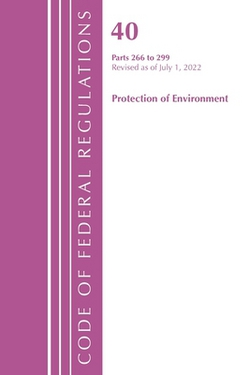 40
Parts 266 to 299
Revised as of July 1, 2022
Protection of Environment
CODE OF FEDERAL REGULATIONS